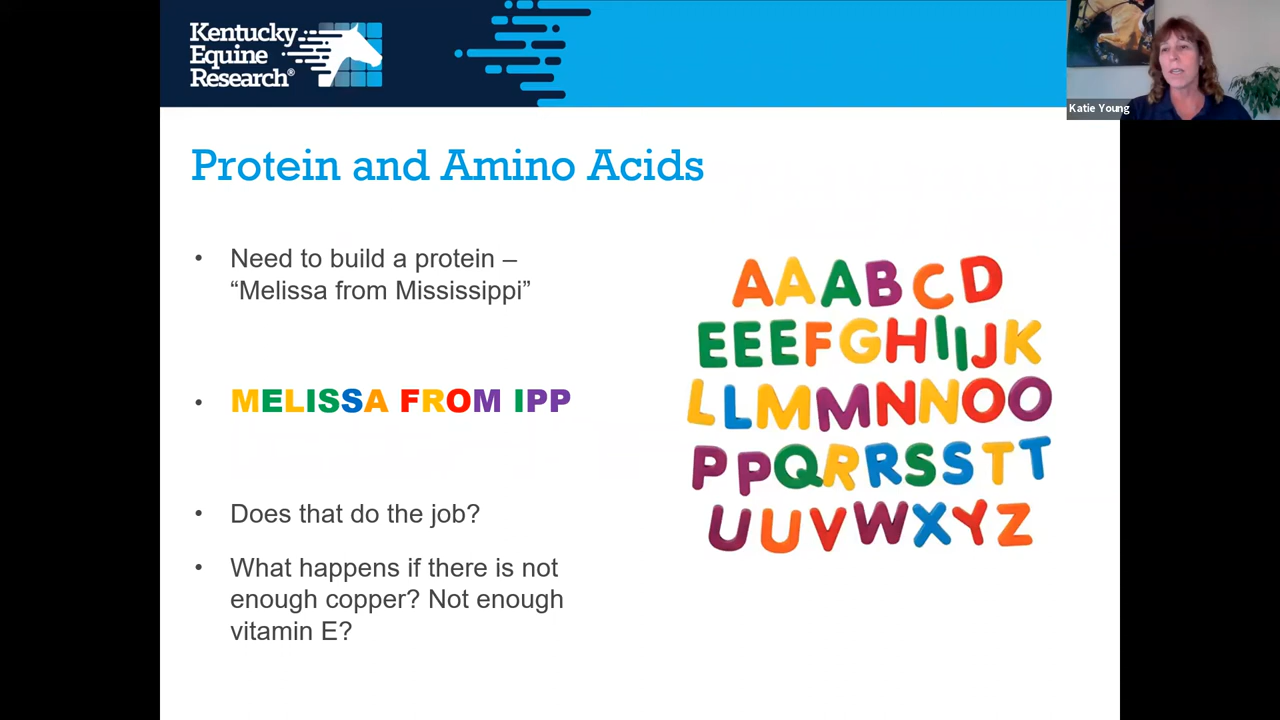 Kentucky
Equine
Research®
Katie Young
Protein and Amino Acids
• Need to build a protein –
“Melissa from Mississippi”
• MELISSA FROM IPP
• Does that do the job?
• What happens if there is not
enough copper? Not enough
vitamin E?
AAABCD
EEEFGHIIJK
LLMMNNOO
PPQRRSSTT
UUVWXYZ